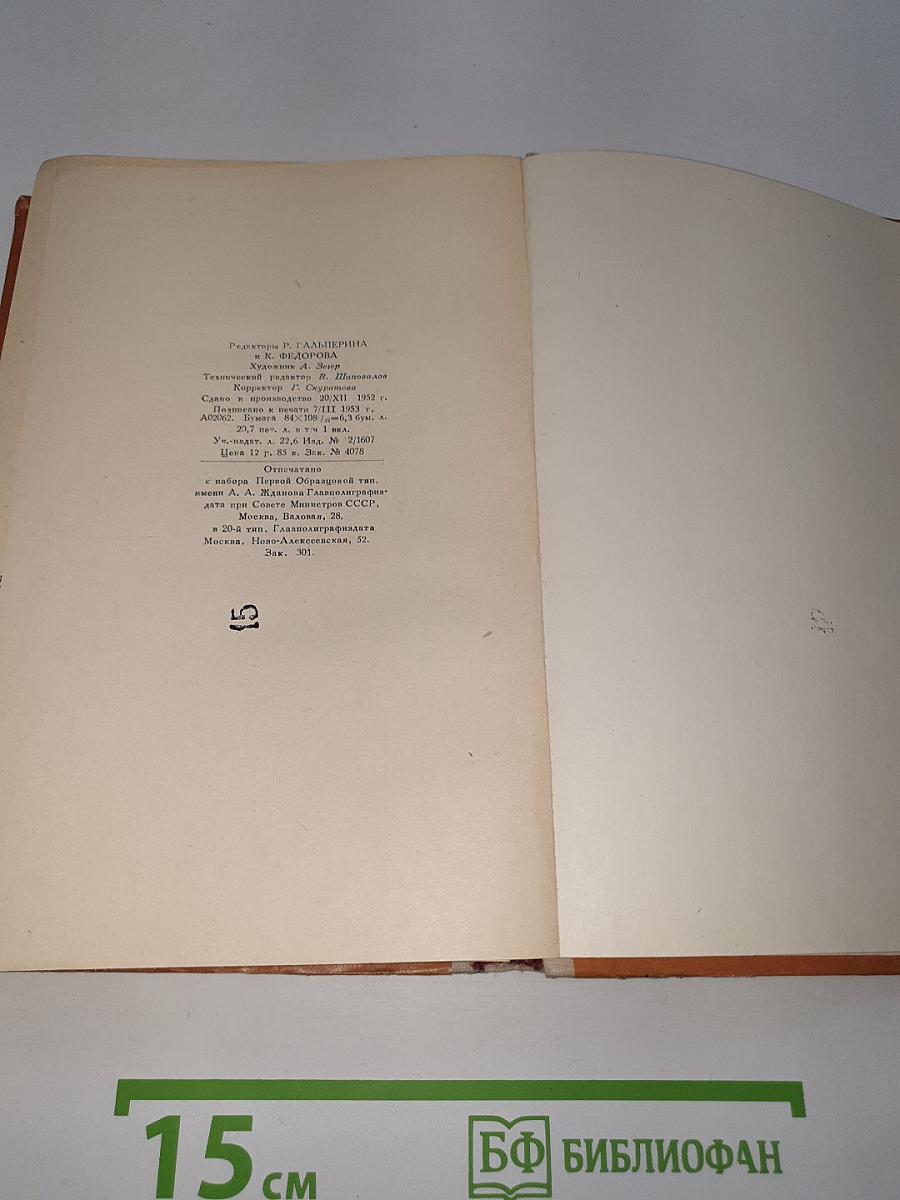 Редакторы Р. ГАЛЬПЕРИНА
и К. ФЕДОРОВА
Художник А. Зегер
Технический редактор В. Шаповалов
Корректор Г. Скуратова
Сдано в производство 20/XII 1952 г.
Подписано к печати 7/III 1953 г.
А02062. Бумага 84×108/32=6,3 бум. л.
20,7 печ. л. в т/ч 1 вкл.
Уч.-издат. л. 22,6 Изд. № 2/1607
Цена 12 р. 85 к. Зак. № 4078
Отпечатано
с набора Первой Образцовой тип.
имени А. А. Жданова Главполиграфиз-
дата при Совете Министров СССР,
Москва, Валовая, 28,
в 20-й тип. Главполиграфиздата
Москва, Ново-Алексеевская, 52.
Зак. 301.
15
15 см
БФ БИБЛИОФАН